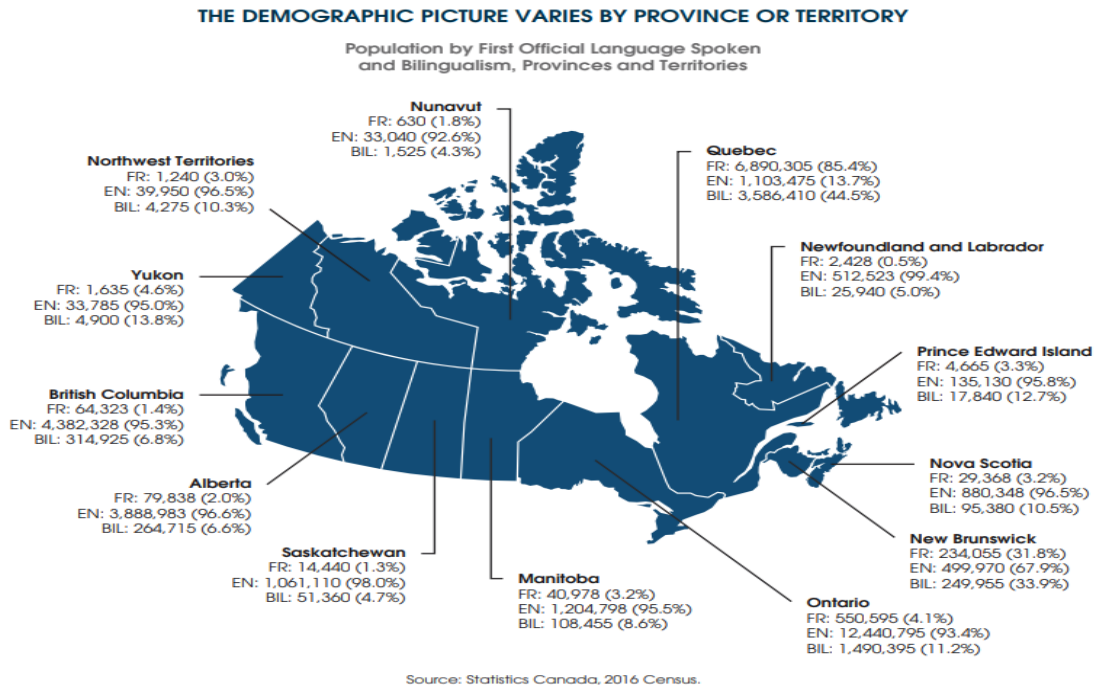 THE DEMOGRAPHIC PICTURE VARIES BY PROVINCE OR TERRITORY
Population by First Official Language Spoken
and Bilingualism, Provinces and Territories
Nunavut
FR: 630 (1.8%)
EN: 33,040 (92.6%)
BIL: 1,525 (4.3%)
Northwest Territories
FR: 1,240 (3.0%)
EN: 39,950 (96.5%)
BIL: 4,275 (10.3%)
Yukon
FR: 1,635 (4.6%)
EN: 33,785 (95.0%)
BIL: 4,900 (13.8%)
British Columbia
FR: 64,323 (1.4%)
EN: 4,382,328 (95.3%)
BIL: 314,925 (6.8%)
Alberta
FR: 79,838 (2.0%)
EN: 3,888,983 (96.6%)
BIL: 264,715 (6.6%)
Saskatchewan
FR: 14,440 (1.3%)
EN: 1,061,110 (98.0%)
BIL: 51,360 (4.7%)
Manitoba
FR: 40,978 (3.2%)
EN: 1,204,798 (95.5%)
BIL: 108,455 (8.6%)
Quebec
FR: 6,890,305 (85.4%)
EN: 1,103,475 (13.7%)
BIL: 3,586,410 (44.5%)
Newfoundland and Labrador
FR: 2,428 (0.5%)
EN: 512,523 (99.4%)
BIL: 25,940 (5.0%)
Prince Edward Island
FR: 4,665 (3.3%)
EN: 135,130 (95.8%)
BIL: 17,840 (12.7%)
Nova Scotia
FR: 29,368 (3.2%)
EN: 880,348 (96.5%)
BIL: 95,380 (10.5%)
New Brunswick
FR: 234,055 (31.8%)
EN: 499,970 (67.9%)
BIL: 249,955 (33.9%)
Ontario
FR: 550,595 (4.1%)
EN: 12,440,795 (93.4%)
BIL: 1,490,395 (11.2%)
Source: Statistics Canada, 2016 Census.